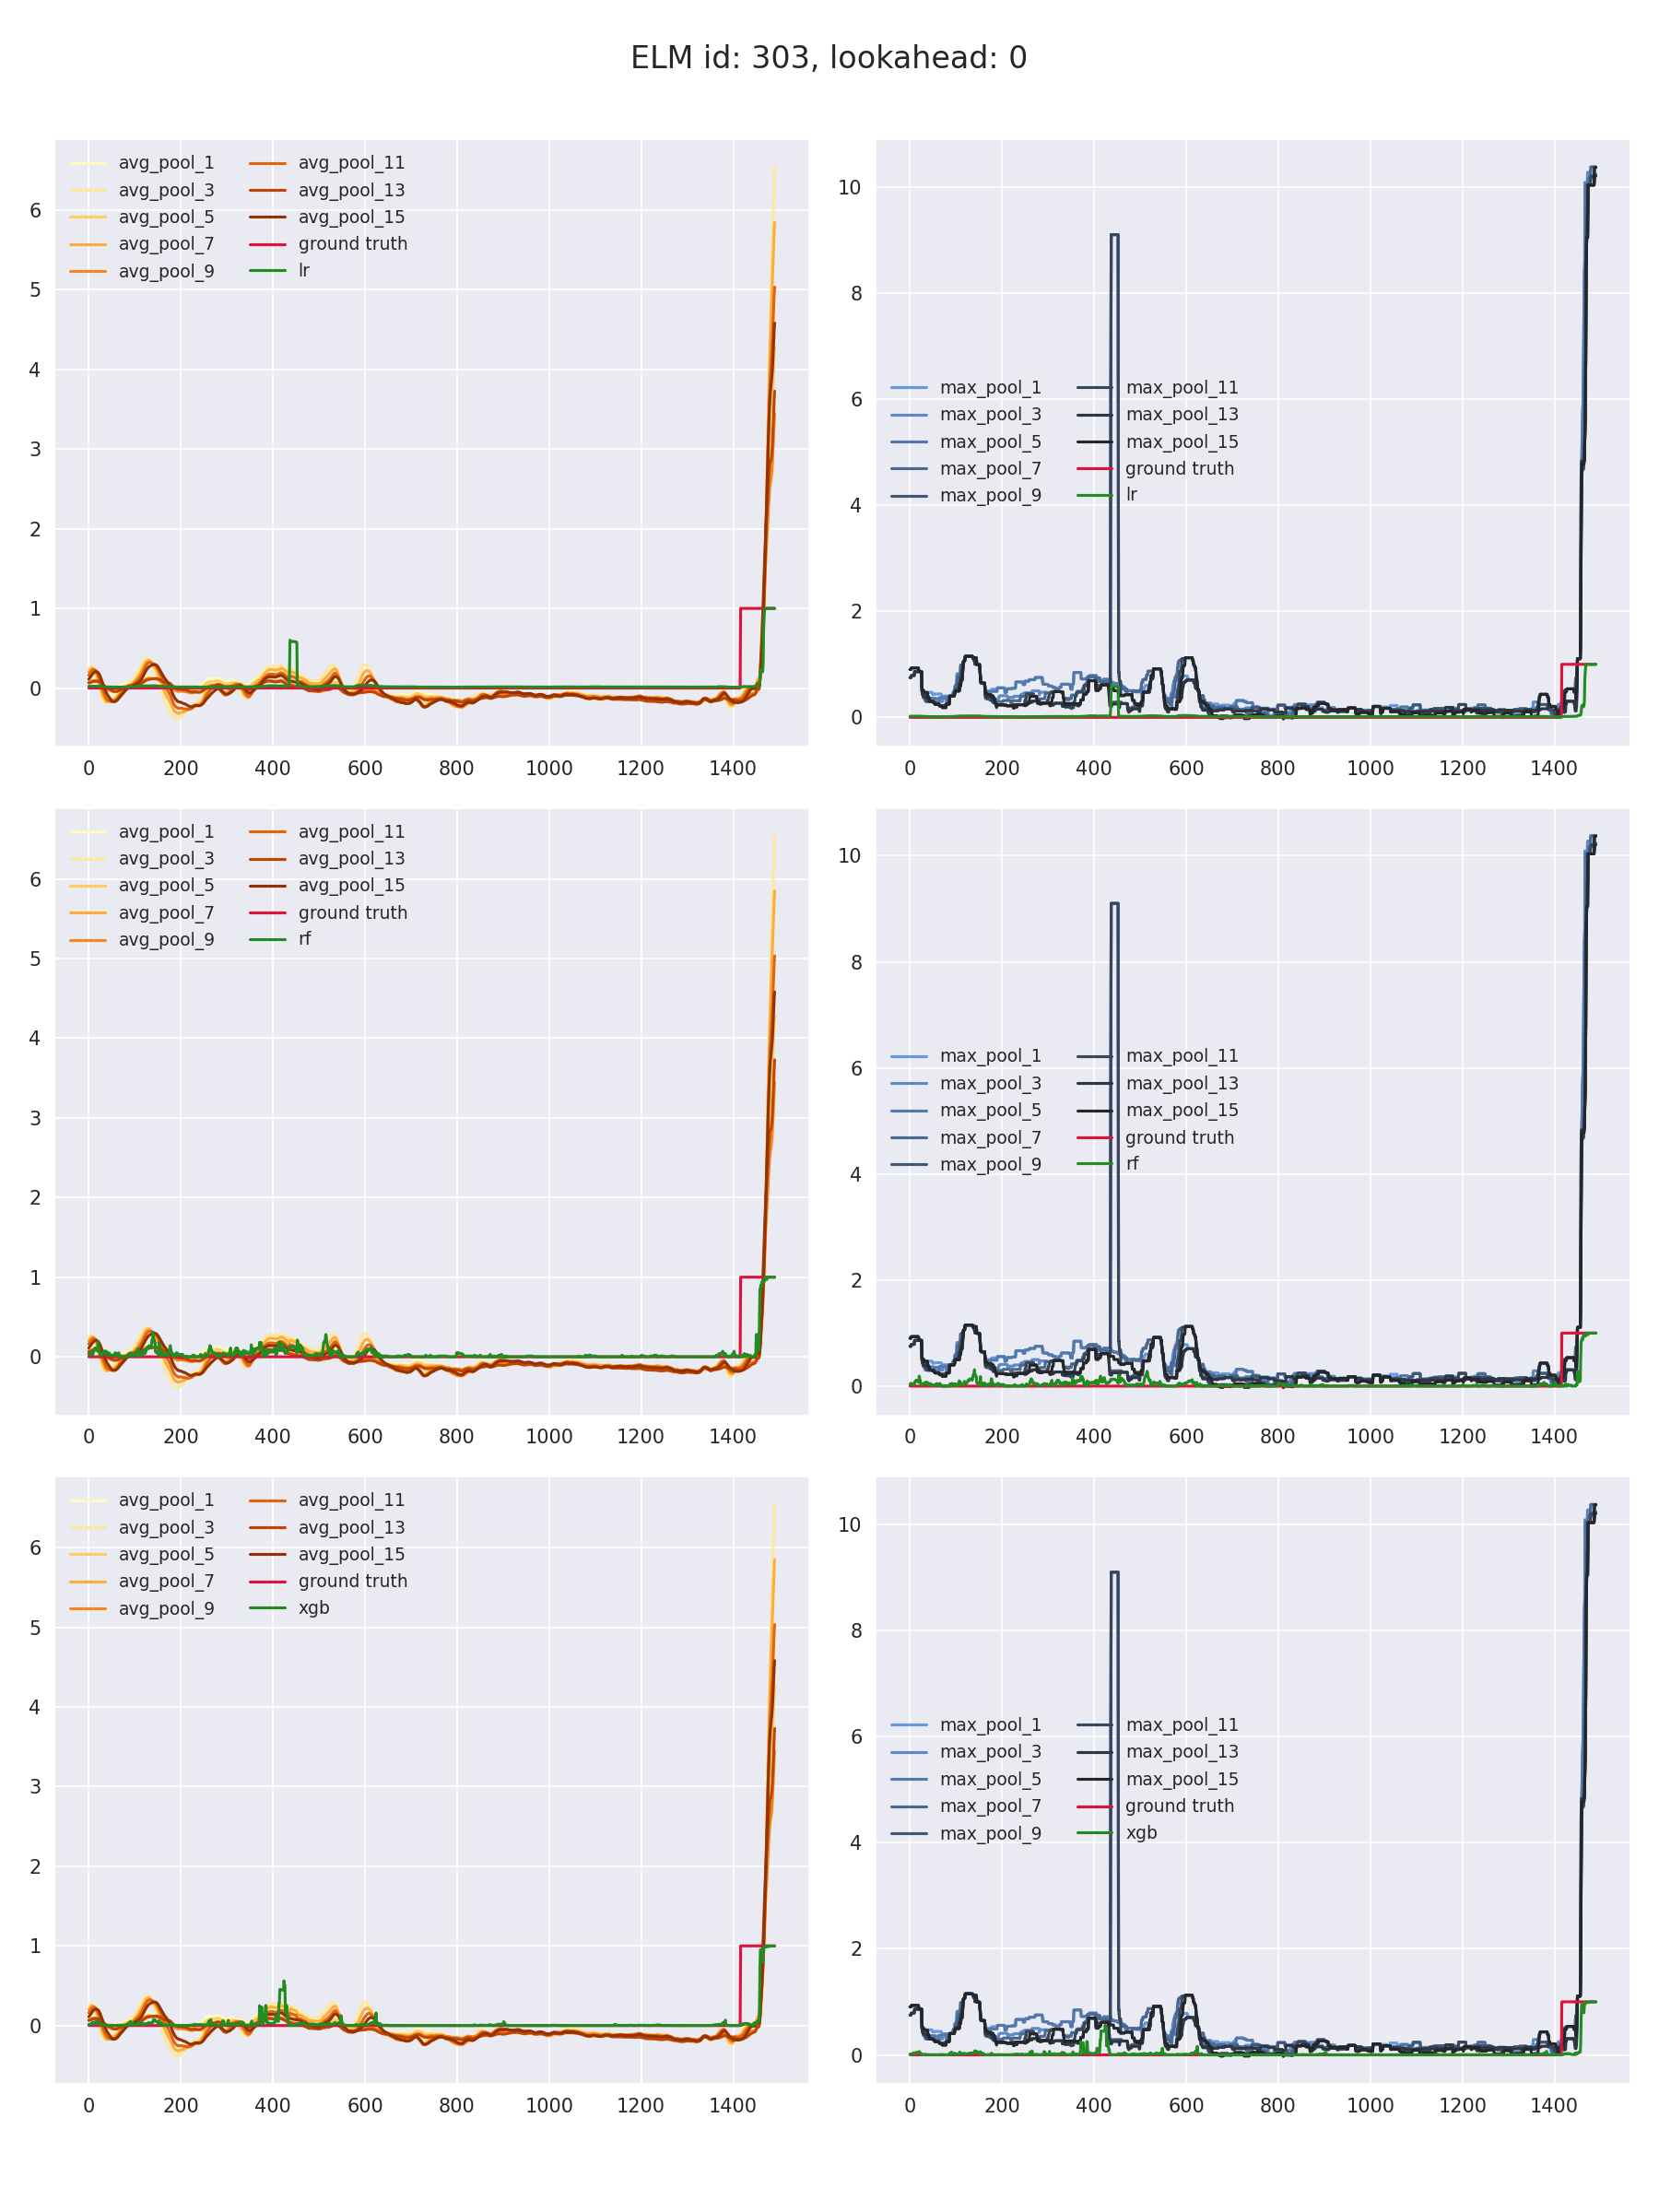 ELM id: 303, lookahead: 0
avg_pool_1 avg_pool_11
avg_pool_3 avg_pool_13
avg_pool_5 avg_pool_15
avg_pool_7 ground truth
avg_pool_9 lr
6
5
4
3
2
1
0
0 200 400 600 800 1000 1200 1400
max_pool_1 max_pool_11
max_pool_3 max_pool_13
max_pool_5 max_pool_15
max_pool_7 ground truth
max_pool_9 lr
10
8
6
4
2
0
0 200 400 600 800 1000 1200 1400
avg_pool_1 avg_pool_11
avg_pool_3 avg_pool_13
avg_pool_5 avg_pool_15
avg_pool_7 ground truth
avg_pool_9 rf
6
5
4
3
2
1
0
0 200 400 600 800 1000 1200 1400
max_pool_1 max_pool_11
max_pool_3 max_pool_13
max_pool_5 max_pool_15
max_pool_7 ground truth
max_pool_9 rf
10
8
6
4
2
0
0 200 400 600 800 1000 1200 1400
avg_pool_1 avg_pool_11
avg_pool_3 avg_pool_13
avg_pool_5 avg_pool_15
avg_pool_7 ground truth
avg_pool_9 xgb
6
5
4
3
2
1
0
0 200 400 600 800 1000 1200 1400
max_pool_1 max_pool_11
max_pool_3 max_pool_13
max_pool_5 max_pool_15
max_pool_7 ground truth
max_pool_9 xgb
10
8
6
4
2
0
0 200 400 600 800 1000 1200 1400